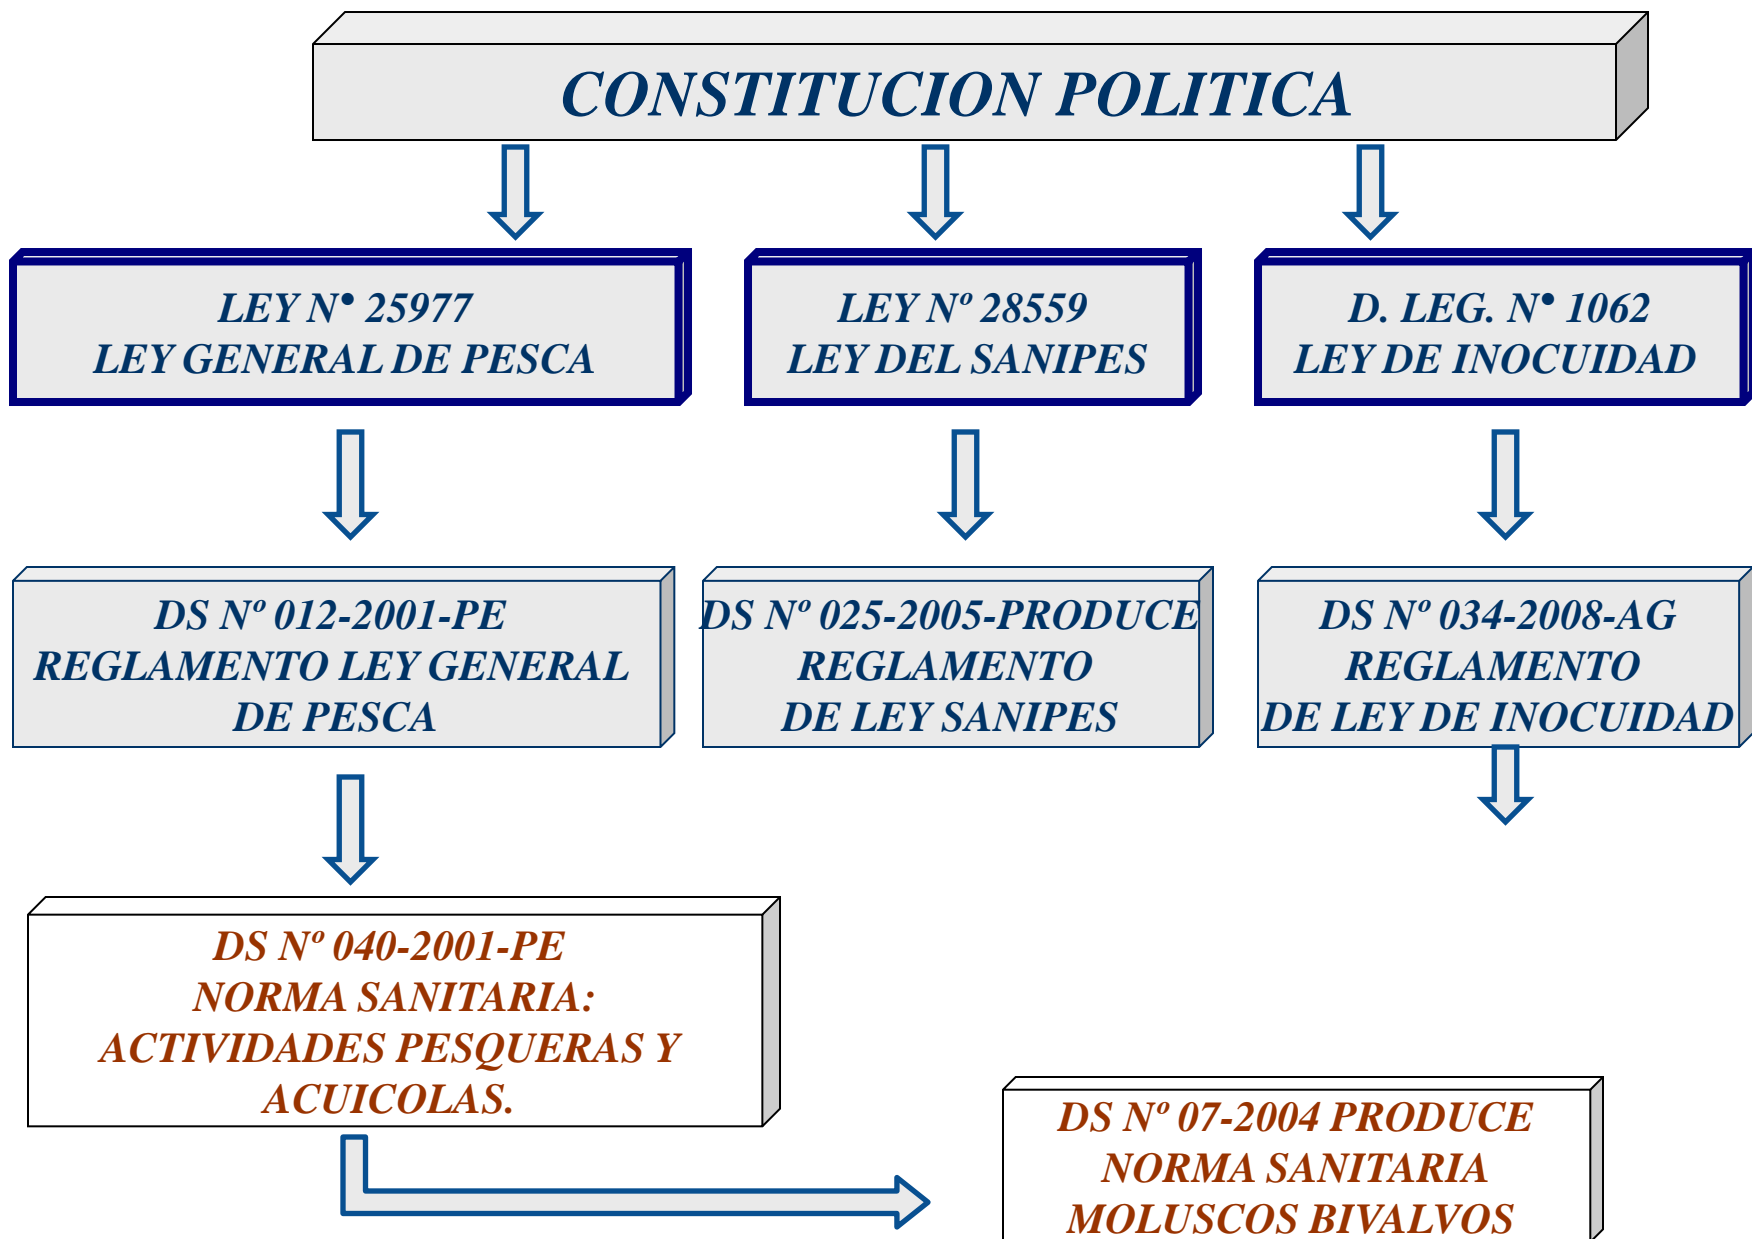 CONSTITUCION POLITICA
LEY N• 25977
LEY GENERAL DE PESCA
LEY Nº 28559
LEY DEL SANIPES
D. LEG. N• 1062
LEY DE INOCUIDAD
DS Nº 012-2001-PE
REGLAMENTO LEY GENERAL
DE PESCA
DS Nº 025-2005-PRODUCE
REGLAMENTO
DE LEY SANIPES
DS Nº 034-2008-AG
REGLAMENTO
DE LEY DE INOCUIDAD
DS Nº 040-2001-PE
NORMA SANITARIA:
ACTIVIDADES PESQUERAS Y
ACUICOLAS.
DS Nº 07-2004 PRODUCE
NORMA SANITARIA
MOLUSCOS BIVALVOS